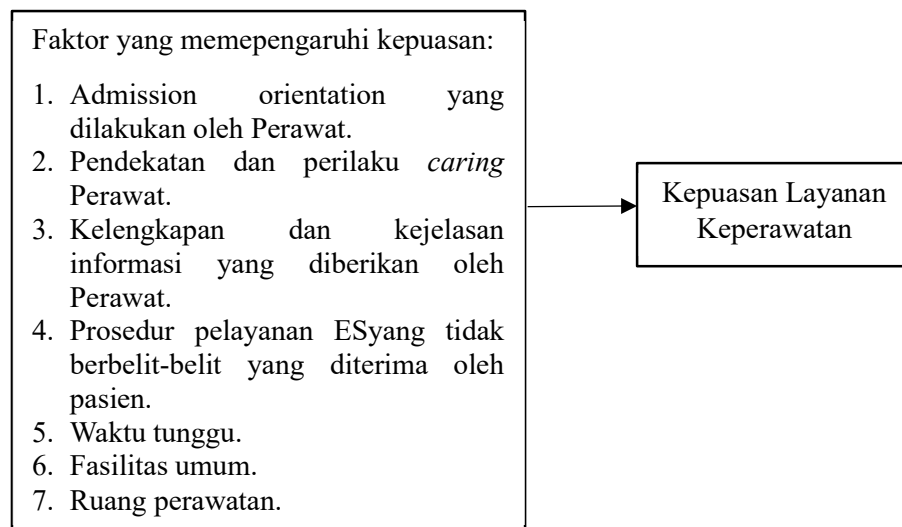 Faktor yang memepengaruhi kepuasan:
1. Admission orientation yang
dilakukan oleh Perawat.
2. Pendekatan dan perilaku caring
Perawat.
3. Kelengkapan dan kejelasan
informasi yang diberikan oleh
Perawat.
4. Prosedur pelayanan ESyang tidak
berbelit-belit yang diterima oleh
pasien.
5. Waktu tunggu.
6. Fasilitas umum.
7. Ruang perawatan.
Kepuasan Layanan
Keperawatan